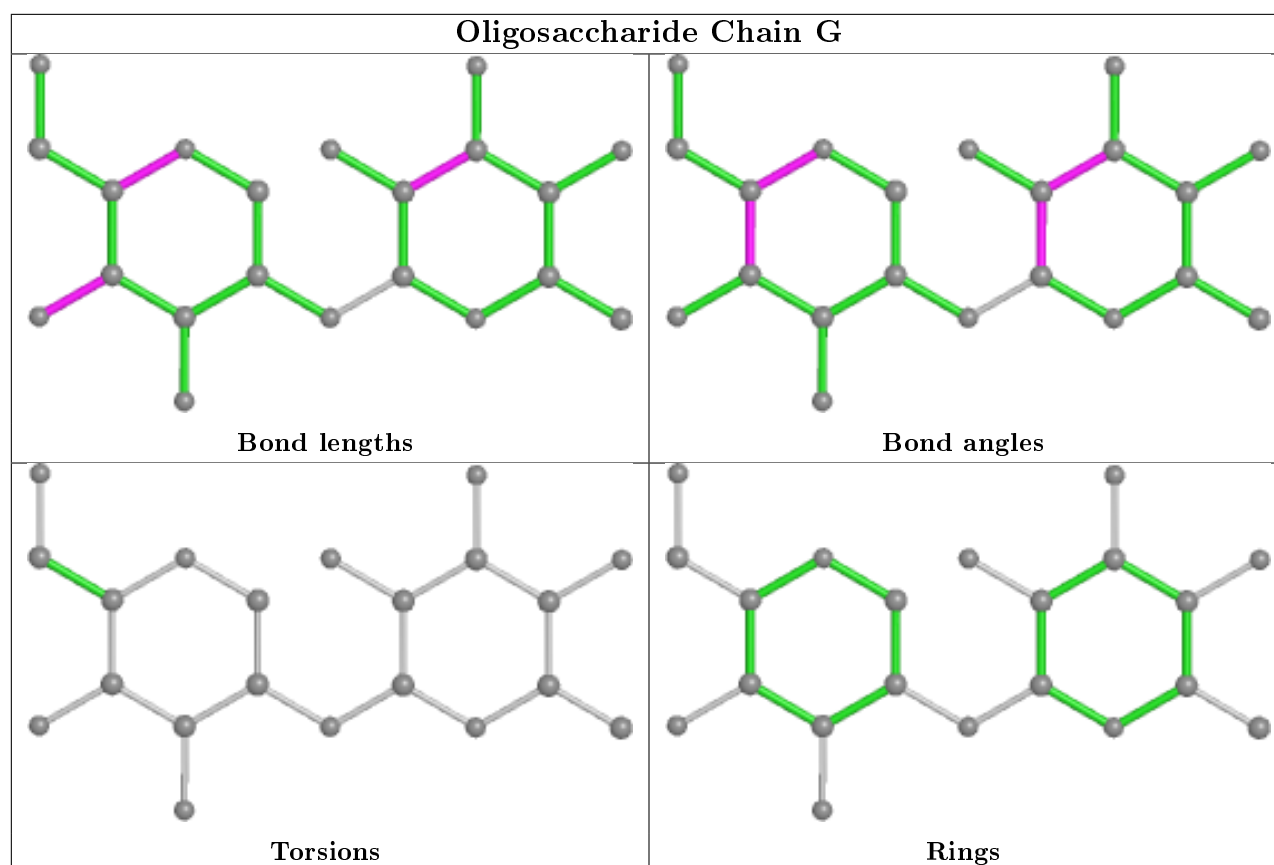 Oligosaccharide Chain G
Bond lengths
Bond angles
Torsions
Rings